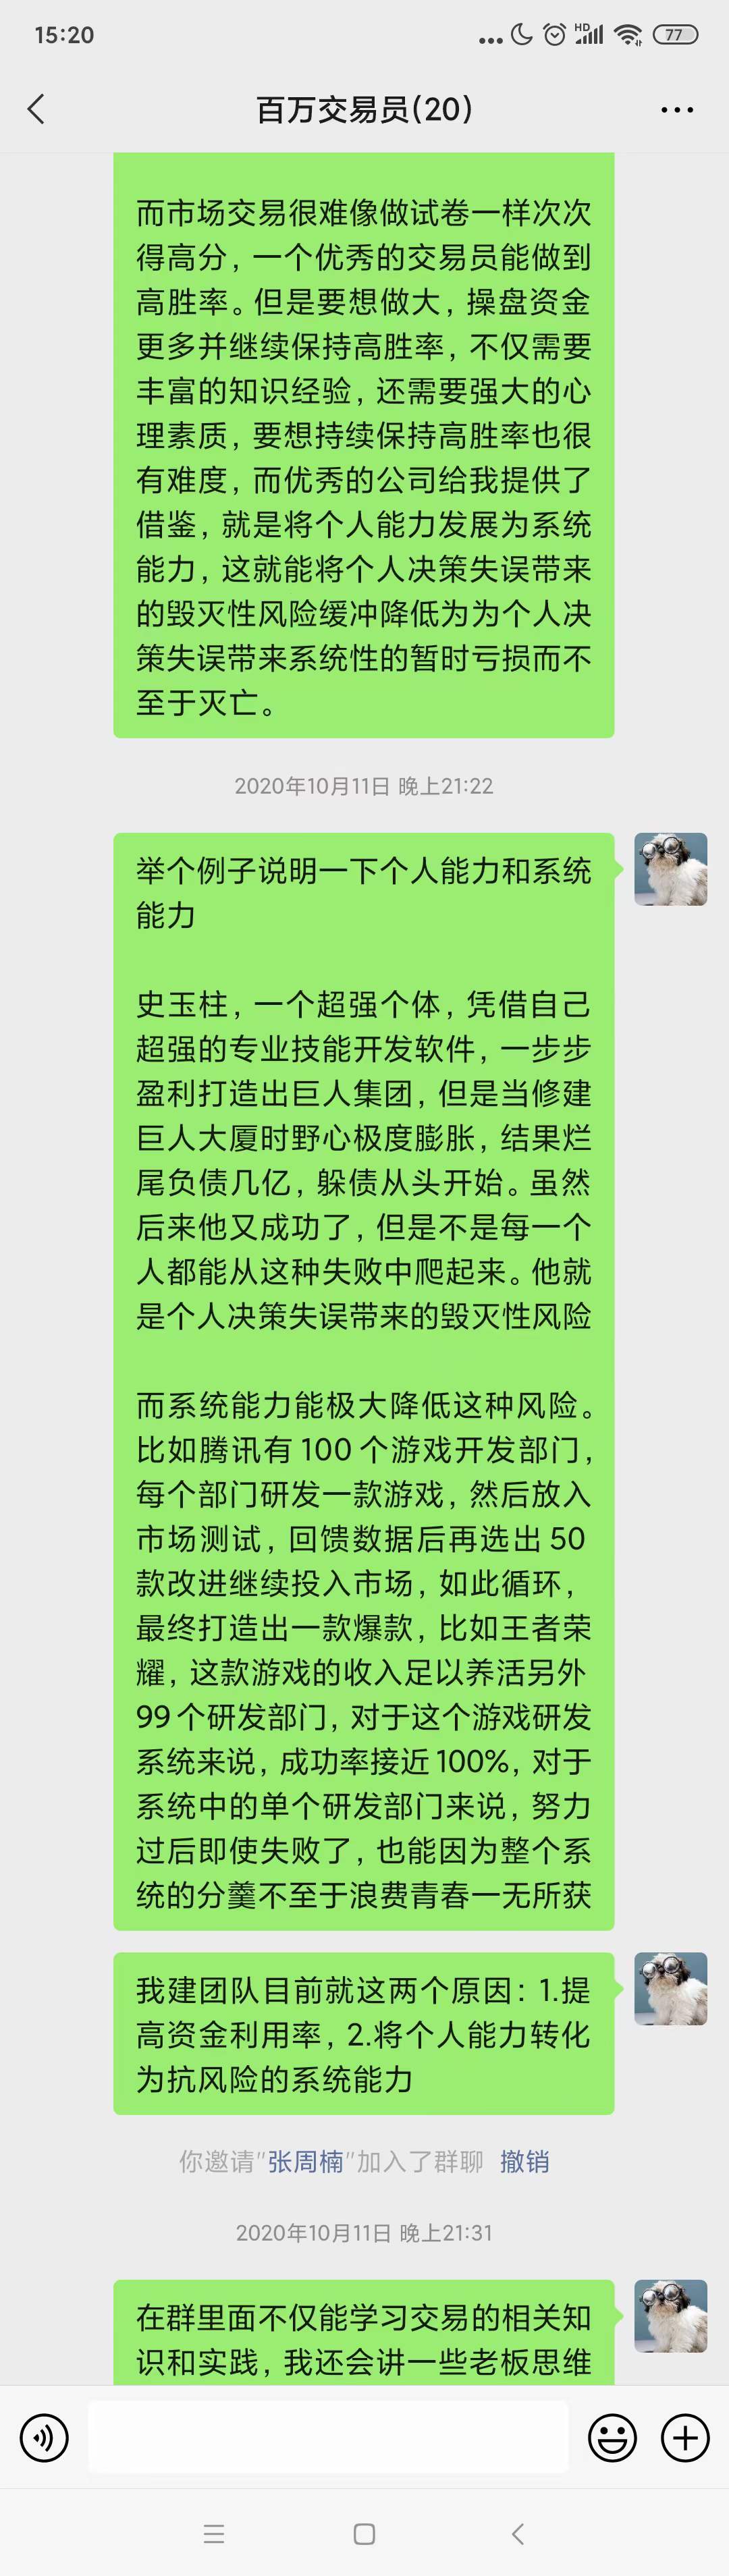 15:20
HD
77
百万交易员(20)
而市场交易很难像做试卷一样次次
得高分，一个优秀的交易员能做到
高胜率。但是要想做大，操盘资金
更多并继续保持高胜率，不仅需要
丰富的知识经验，还需要强大的心
理素质，要想持续保持高胜率也很
有难度，而优秀的公司给我提供了
借鉴，就是将个人能力发展为系统
能力，这就能将个人决策失误带来
的毁灭性风险缓冲降低为为个人决
策失误带来系统性的暂时亏损而不
至于灭亡。
2020年10月11日 晚上21:22
举个例子说明一下个人能力和系统
能力
史玉柱，一个超强个体，凭借自己
超强的专业技能开发软件，一步步
盈利打造出巨人集团，但是当修建
巨人大厦时野心极度膨胀，结果烂
尾负债几亿，躲债从头开始。虽然
后来他又成功了，但是不是每一个
人都能从这种失败中爬起来。他就
是个人决策失误带来的毁灭性风险
而系统能力能极大降低这种风险。
比如腾讯有100个游戏开发部门，
每个部门研发一款游戏，然后放入
市场测试，回馈数据后再选出50
款改进继续投入市场，如此循环，
最终打造出一款爆款，比如王者荣
耀，这款游戏的收入足以养活另外
99个研发部门，对于这个游戏研发
系统来说，成功率接近100%，对于
系统中的单个研发部门来说，努力
过后即使失败了，也能因为整个系
统的分羹不至于浪费青春一无所获
我建团队目前就这两个原因：1.提
高资金利用率，2.将个人能力转化
为抗风险的系统能力
你邀请"张周楠"加入了群聊 撤销
2020年10月11日 晚上21:31
在群里面不仅能学习交易的相关知
识和实践，我还会讲一些老板思维